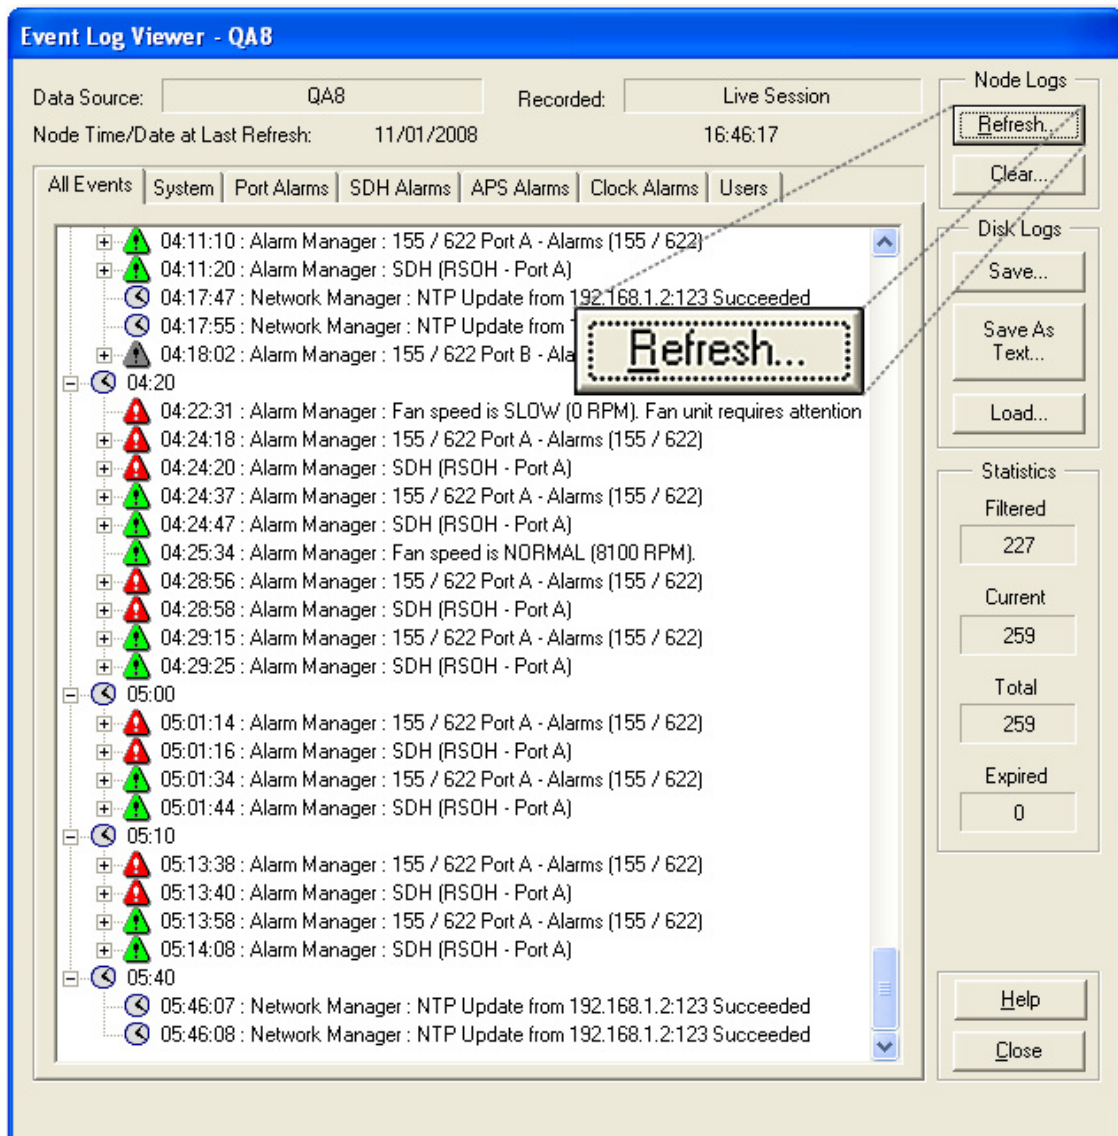 Event Log Viewer - QA8
Data Source: QA8 Recorded: Live Session
Node Time/Date at Last Refresh: 11/01/2008 16:46:17
All Events System Port Alarms SDH Alarms APS Alarms Clock Alarms Users
04:11:10 : Alarm Manager : 155 / 622 Port A - Alarms (155 / 622)
04:11:20 : Alarm Manager : SDH (RSOH - Port A)
04:17:47 : Network Manager : NTP Update from 192.168.1.2:123 Succeeded
04:17:55 : Network Manager : NTP Update from
04:18:02 : Alarm Manager : 155 / 622 Port B - Ala
Refresh...
04:20
04:22:31 : Alarm Manager : Fan speed is SLOW (0 RPM). Fan unit requires attention
04:24:18 : Alarm Manager : 155 / 622 Port A - Alarms (155 / 622)
04:24:20 : Alarm Manager : SDH (RSOH - Port A)
04:24:37 : Alarm Manager : 155 / 622 Port A - Alarms (155 / 622)
04:24:47 : Alarm Manager : SDH (RSOH - Port A)
04:25:34 : Alarm Manager : Fan speed is NORMAL (8100 RPM).
04:28:56 : Alarm Manager : 155 / 622 Port A - Alarms (155 / 622)
04:28:58 : Alarm Manager : SDH (RSOH - Port A)
04:29:15 : Alarm Manager : 155 / 622 Port A - Alarms (155 / 622)
04:29:25 : Alarm Manager : SDH (RSOH - Port A)
05:00
05:01:14 : Alarm Manager : 155 / 622 Port A - Alarms (155 / 622)
05:01:16 : Alarm Manager : SDH (RSOH - Port A)
05:01:34 : Alarm Manager : 155 / 622 Port A - Alarms (155 / 622)
05:01:44 : Alarm Manager : SDH (RSOH - Port A)
05:10
05:13:38 : Alarm Manager : 155 / 622 Port A - Alarms (155 / 622)
05:13:40 : Alarm Manager : SDH (RSOH - Port A)
05:13:58 : Alarm Manager : 155 / 622 Port A - Alarms (155 / 622)
05:14:08 : Alarm Manager : SDH (RSOH - Port A)
05:40
05:46:07 : Network Manager : NTP Update from 192.168.1.2:123 Succeeded
05:46:08 : Network Manager : NTP Update from 192.168.1.2:123 Succeeded
Node Logs
Refresh...
Clear...
Disk Logs
Save...
Save As
Text...
Load...
Statistics
Filtered
227
Current
259
Total
259
Expired
0
Help
Close